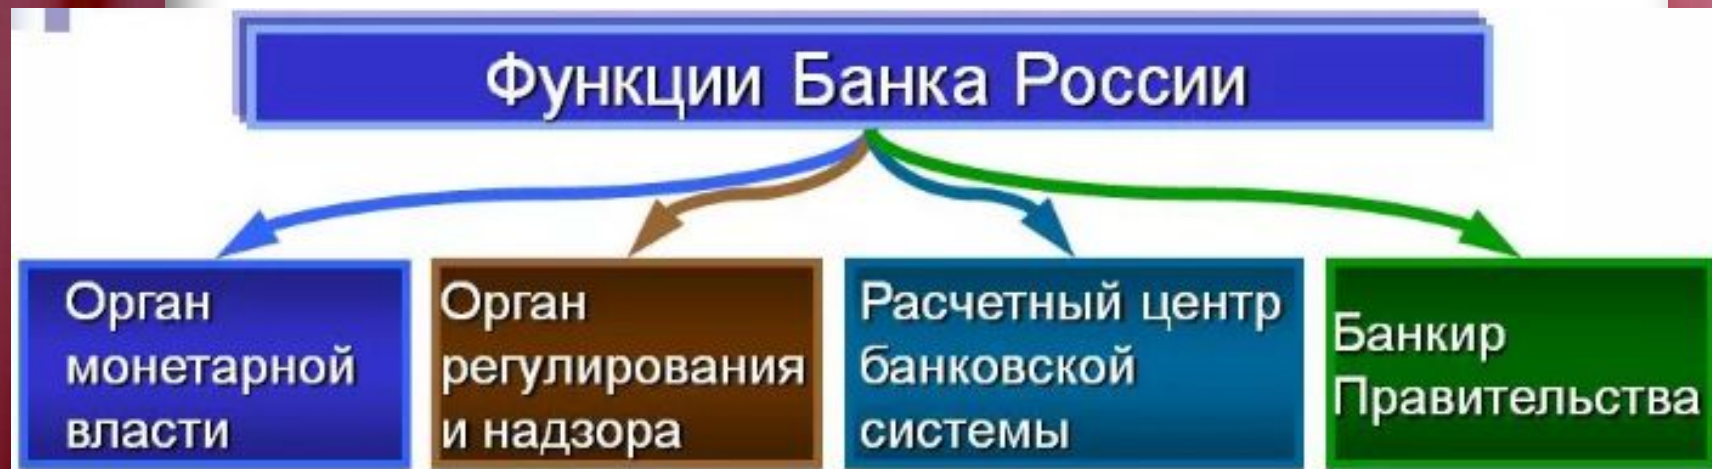 Функции Банка России
Орган
монетарной
власти
Орган
регулирования
и надзора
Расчетный центр
банковской
системы
Банкир
Правительства